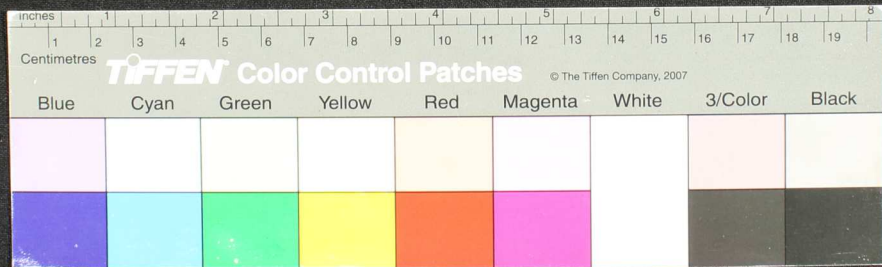 inches 1 2 3 4 5 6 7 8
1 2 3 4 5 6 7 8 9 10 11 12 13 14 15 16 17 18 19
Centimetres
TIFFEN Color Control Patches © The Tiffen Company, 2007
Blue Cyan Green Yellow Red Magenta White 3/Color Black